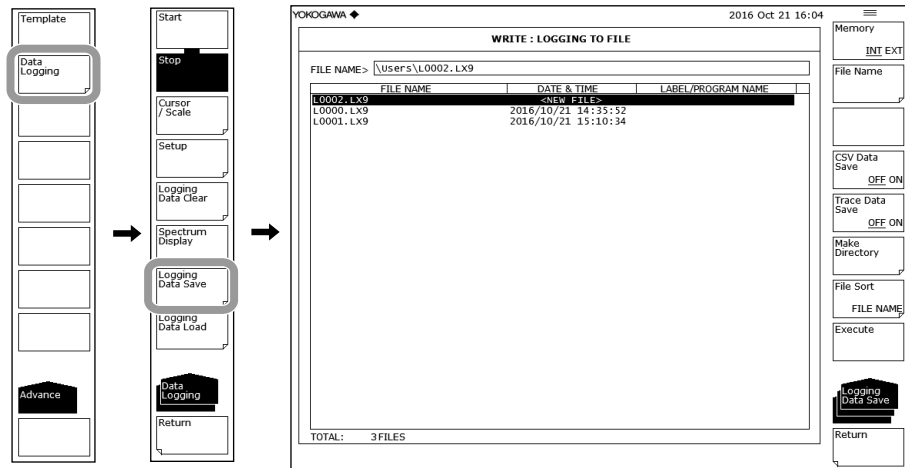 Template
Data
Logging
Advance
Start
Stop
Cursor
/ Scale
Setup
Logging
Data Clear
Spectrum
Display
Logging
Data Save
Logging
Data Load
Data
Logging
Return
YOKOGAWA
2016 Oct 21 16:04
WRITE : LOGGING TO FILE
FILE NAME> \Users\L0002.LX9
FILE NAME DATE & TIME LABEL/PROGRAM NAME
L0002.LX9 <NEW FILE>
L0000.LX9 2016/10/21 14:35:52
L0001.LX9 2016/10/21 15:10:34
TOTAL: 3FILES
Memory
INT EXT
File Name
CSV Data
Save
OFF ON
Trace Data
Save
OFF ON
Make
Directory
File Sort
FILE NAME
Execute
Logging
Data Save
Return